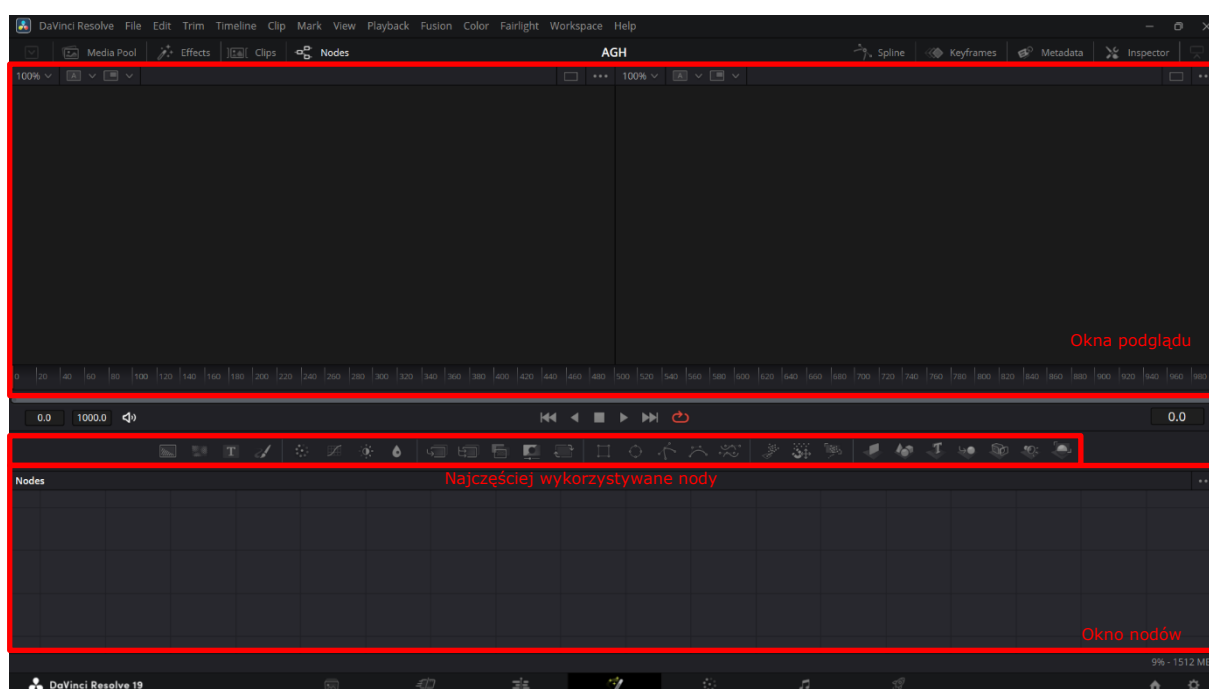 DaVinci Resolve File Edit Trim Timeline Clip Mark View Playback Fusion Color Fairlight Workspace Help
Media Pool Effects Clips Nodes AGH Spline Keyframes Metadata Inspector
100% A 100% A
Okna podglądu
0 20 40 60 80 100 120 140 160 180 200 220 240 260 280 300 320 340 360 380 400 420 440 460 480 500 520 540 560 580 600 620 640 660 680 700 720 740 760 780 800 820 840 860 880 900 920 940 960 980
0.0 1000.0 0.0
T
Nodes Najczęściej wykorzystywane nody
Okno nodów
9% - 1512 MB
DaVinci Resolve 19